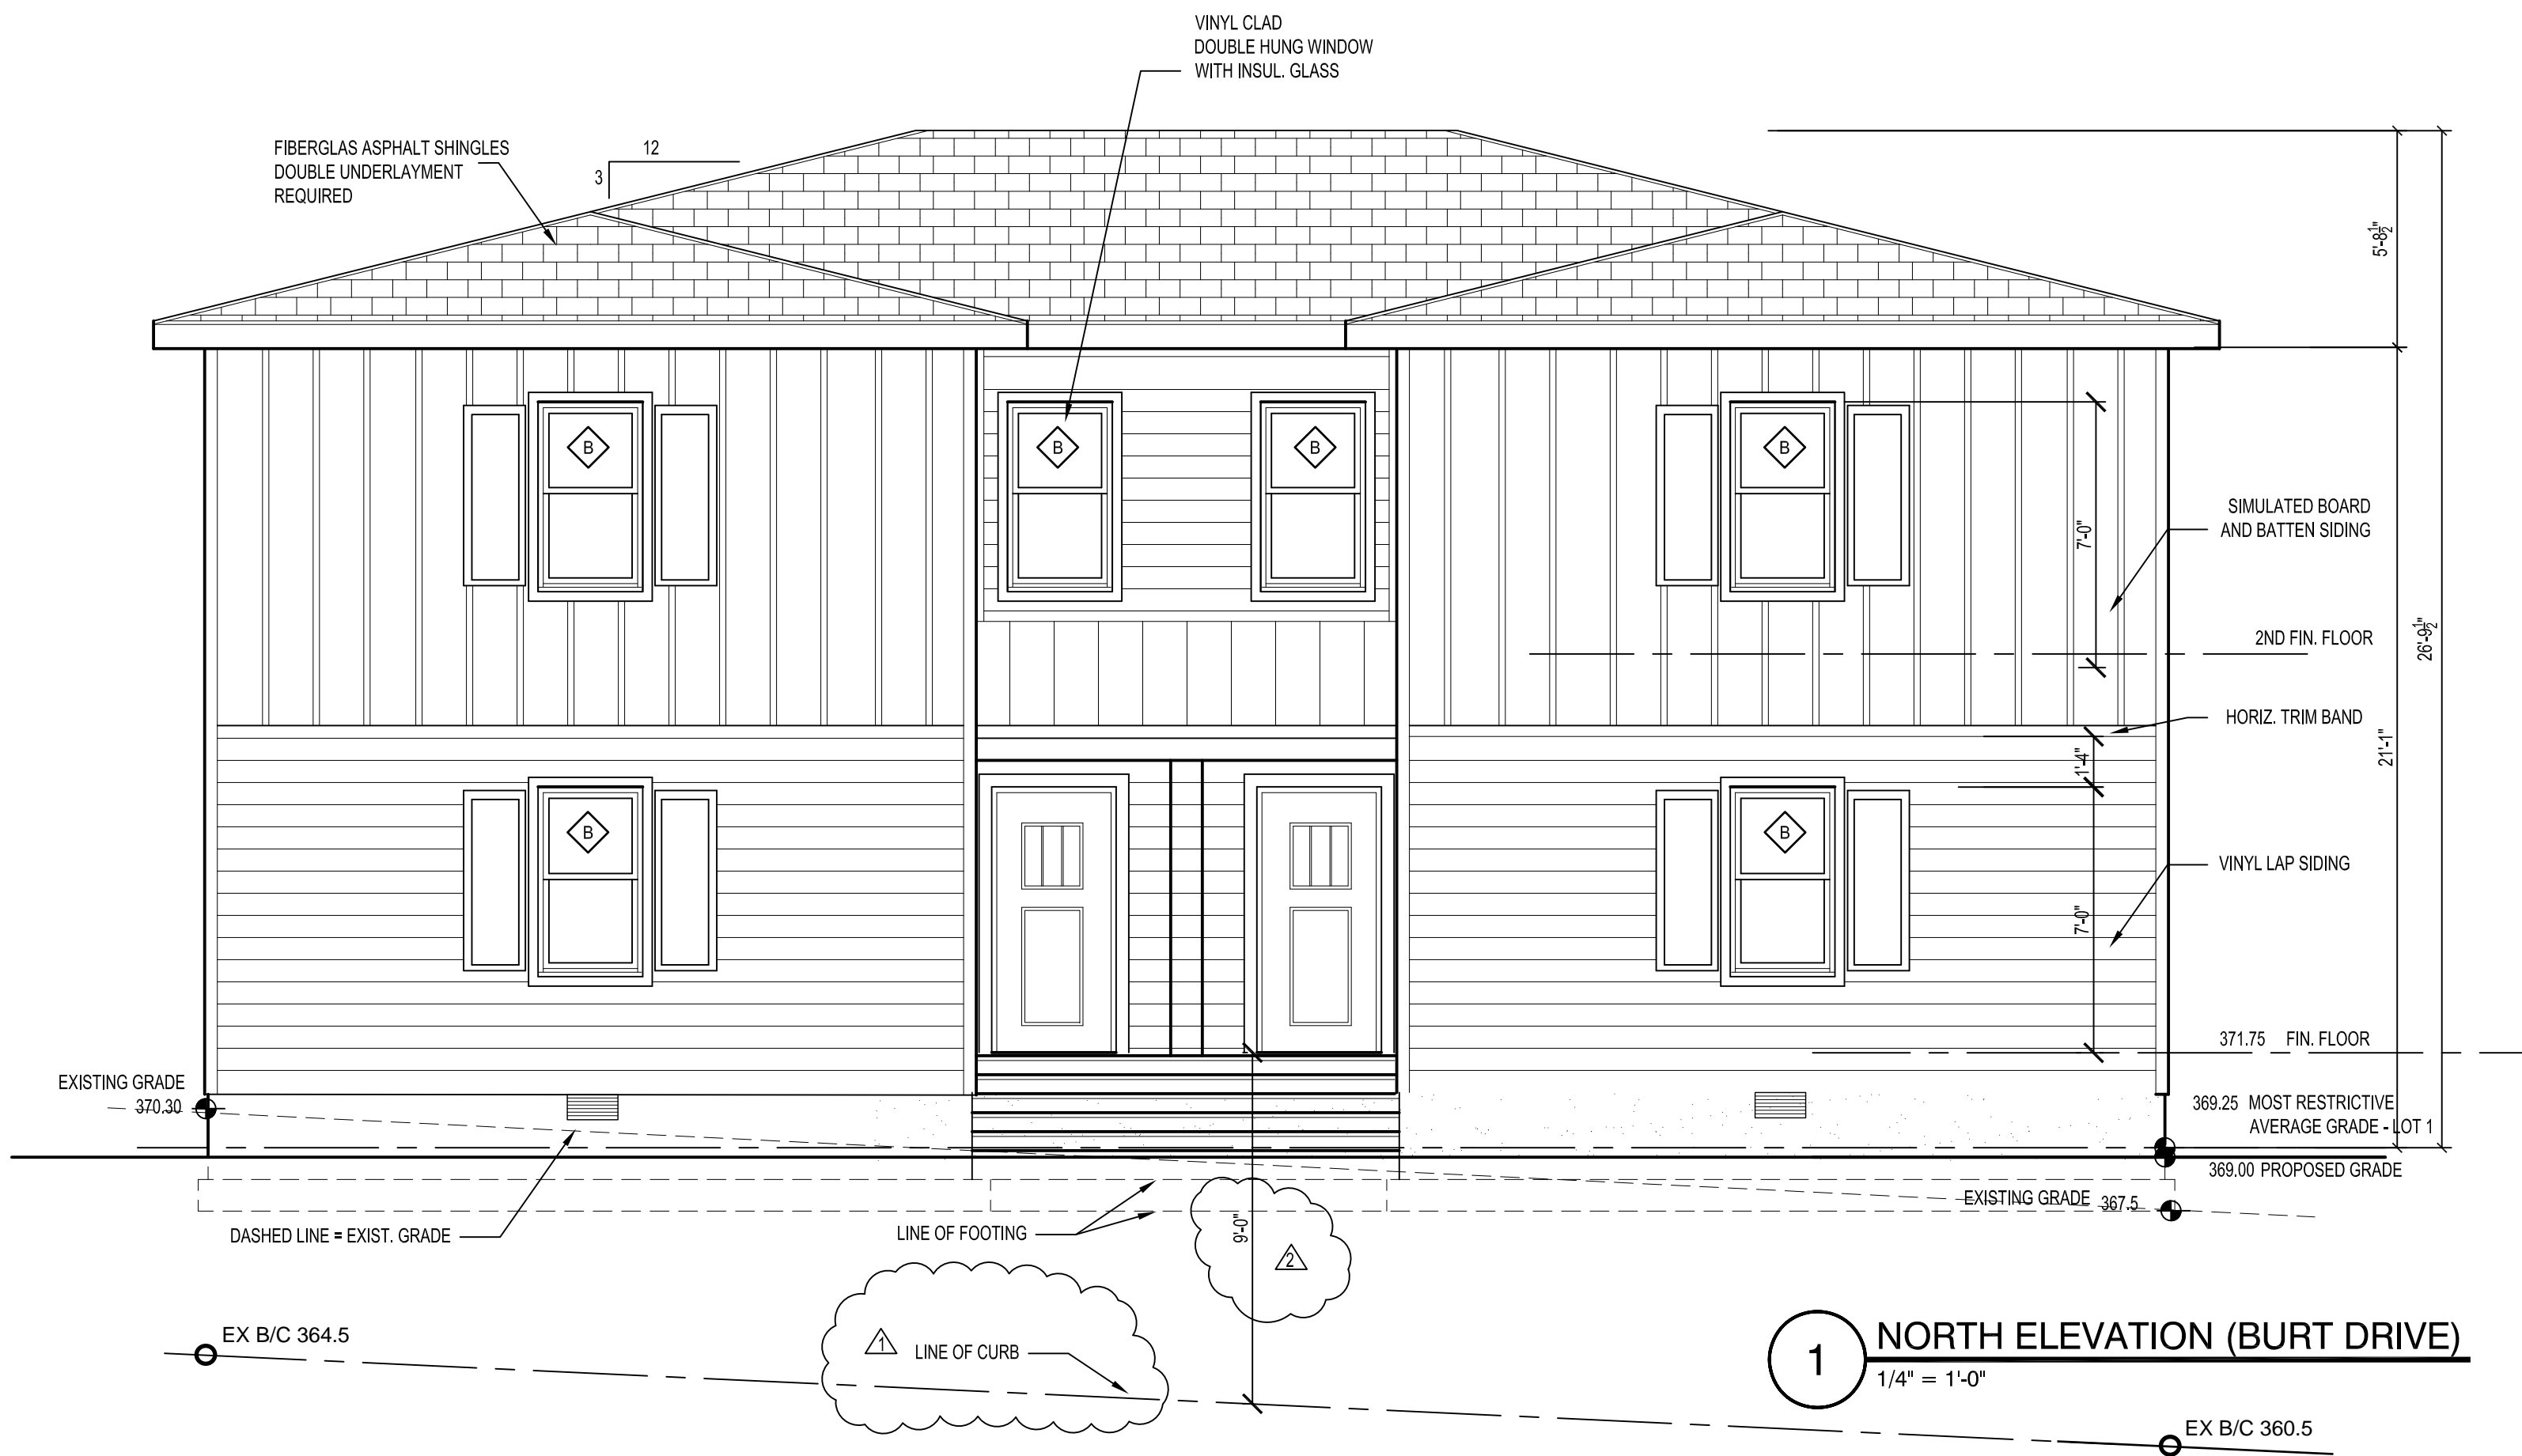 VINYL CLAD
DOUBLE HUNG WINDOW
WITH INSUL. GLASS
FIBERGLAS ASPHALT SHINGLES
DOUBLE UNDERLAYMENT
REQUIRED
12
3
5'-8½"
B
B
B
B
7'-0"
SIMULATED BOARD
AND BATTEN SIDING
2ND FIN. FLOOR
26'-9½"
HORIZ. TRIM BAND
21'-1"
1'-4"
B
B
VINYL LAP SIDING
7'-0"
371.75 FIN. FLOOR
EXISTING GRADE
370.30
369.25 MOST RESTRICTIVE
AVERAGE GRADE - LOT 1
369.00 PROPOSED GRADE
EXISTING GRADE 367.5
DASHED LINE = EXIST. GRADE
LINE OF FOOTING
9'-0"
2
1
LINE OF CURB
EX B/C 364.5
1
NORTH ELEVATION (BURT DRIVE)
1/4" = 1'-0"
EX B/C 360.5